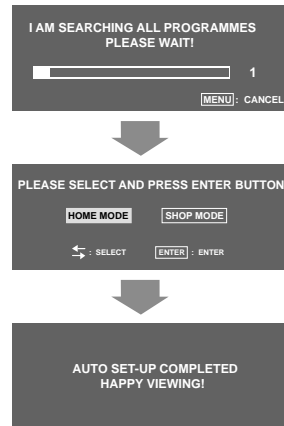 I AM SEARCHING ALL PROGRAMMES
PLEASE WAIT!
1
MENU : CANCEL
PLEASE SELECT AND PRESS ENTER BUTTON
HOME MODE SHOP MODE
: SELECT ENTER : ENTER
AUTO SET-UP COMPLETED
HAPPY VIEWING!